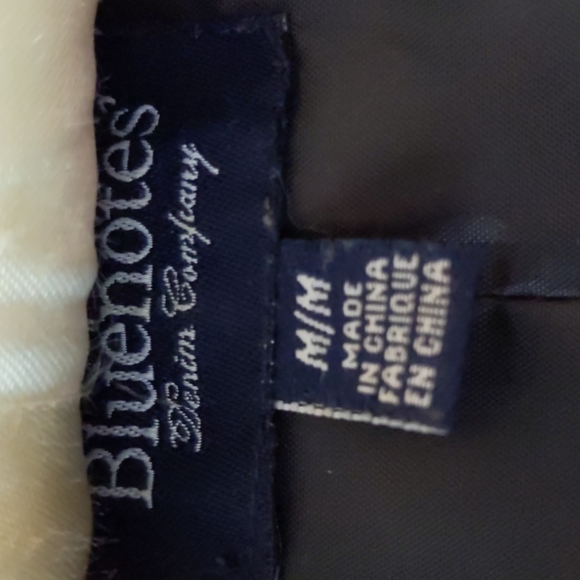 Bluenotes
Denim Company
M/M
MADE
IN CHINA
FABRIQUE
EN CHINA